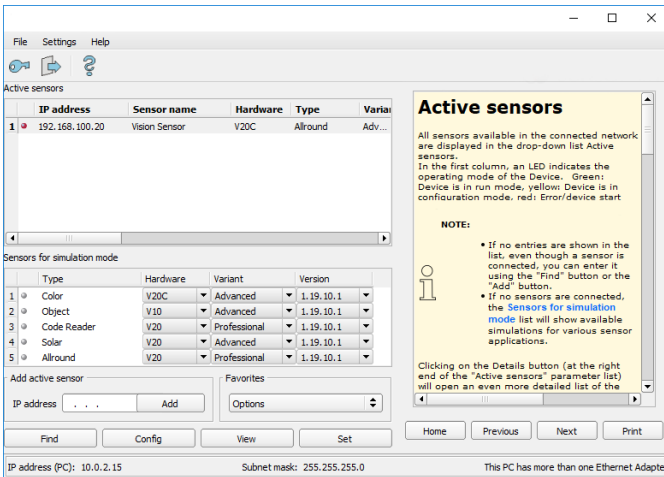 File Settings Help
Active sensors
IP address Sensor name Hardware Type Varia
1 192.168.100.20 Vision Sensor V20C Allround Adv...
Sensors for simulation mode
Type Hardware Variant Version
1 Color V20C Advanced 1.19.10.1
2 Object V10 Advanced 1.19.10.1
3 Code Reader V20 Professional 1.19.10.1
4 Solar V20 Advanced 1.19.10.1
5 Allround V20 Professional 1.19.10.1
Add active sensor
IP address . . . Add
Favorites
Options
Find Config View Set
Active sensors
All sensors available in the connected network
are displayed in the drop-down list Active
sensors.
In the first column, an LED indicates the
operating mode of the Device. Green:
Device is in run mode, yellow: Device is in
configuration mode, red: Error/device start
NOTE:
• If no entries are shown in the
list, even though a sensor is
connected, you can enter it
using the "Find" button or the
"Add" button.
• If no sensors are connected,
the Sensors for simulation
mode list will show available
simulations for various sensor
applications.
Clicking on the Details button (at the right
end of the "Active sensors" parameter list)
will open an even more detailed list of the
Home Previous Next Print
IP address (PC): 10.0.2.15 Subnet mask: 255.255.255.0 This PC has more than one Ethernet Adapte